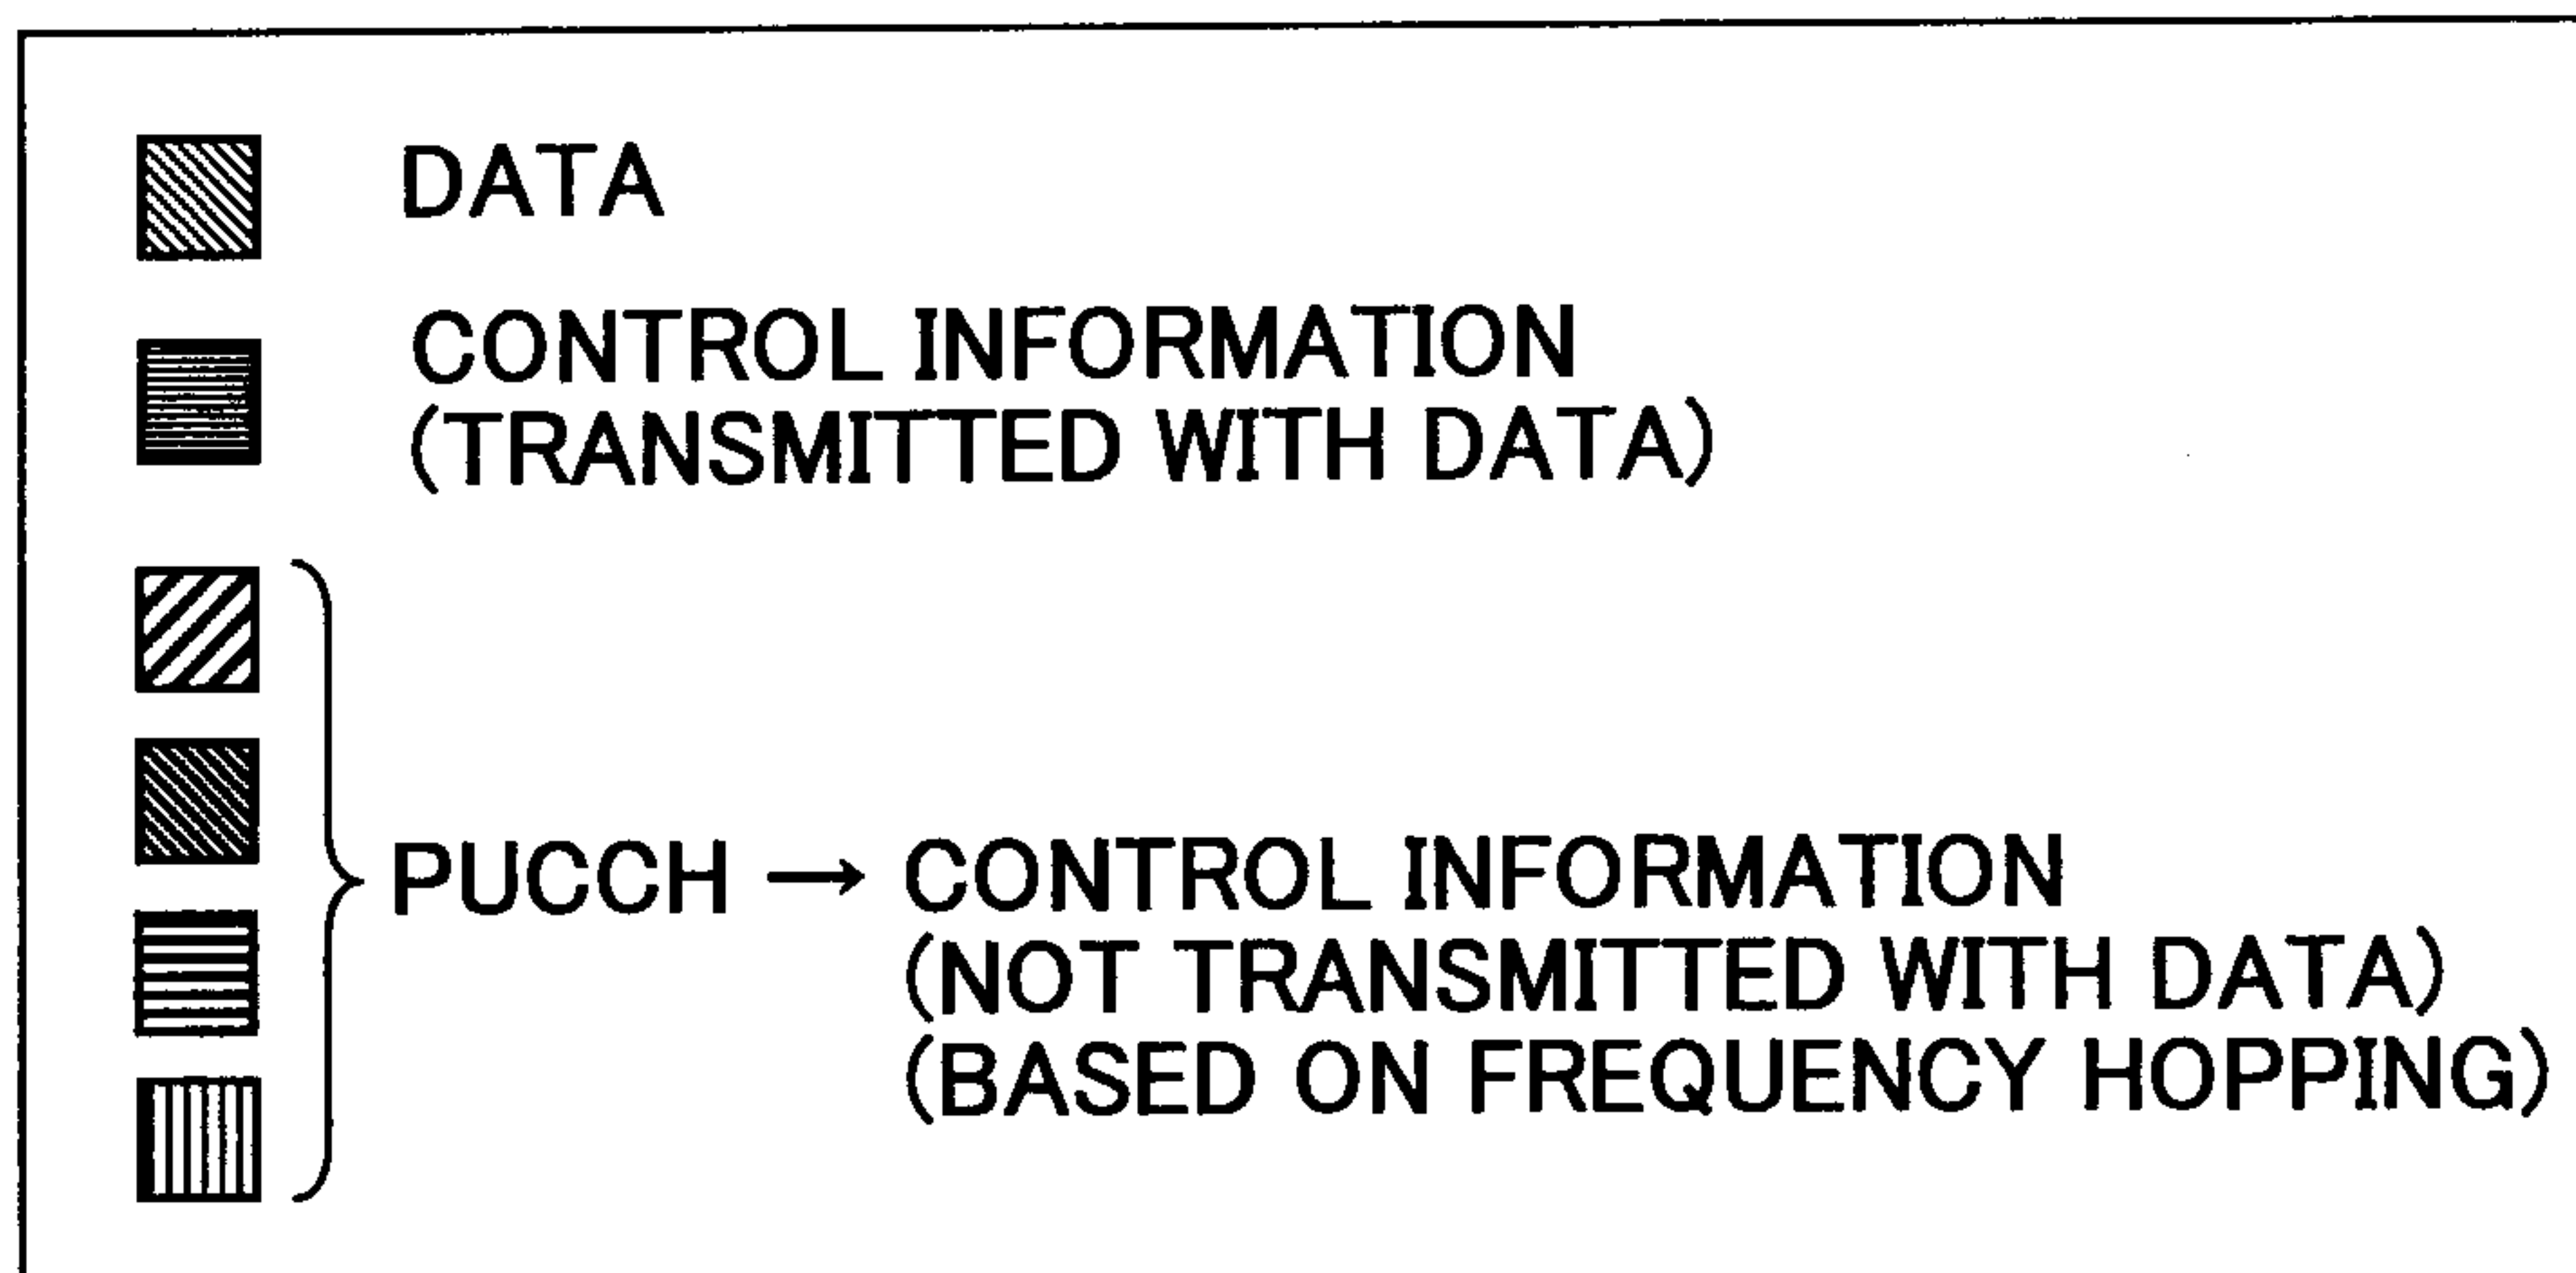 DATA
CONTROL INFORMATION
(TRANSMITTED WITH DATA)
PUCCH → CONTROL INFORMATION
(NOT TRANSMITTED WITH DATA)
(BASED ON FREQUENCY HOPPING)